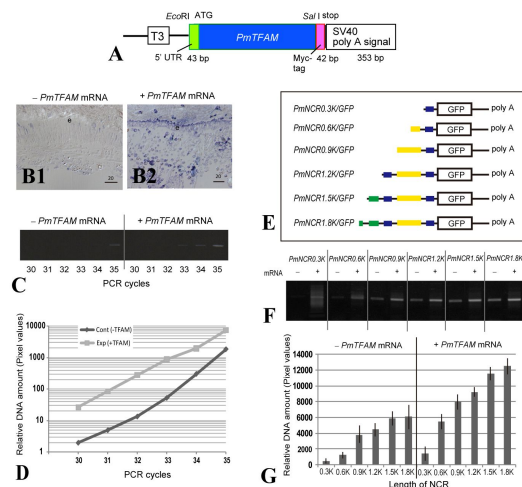 EcoRI ATG Sal I stop
T3 PmTFAM SV40
poly A signal
A 5' UTR 43 bp Myc-
tag 42 bp 353 bp
– PmTFAM mRNA + PmTFAM mRNA
e e
B1 20 B2 20
– PmTFAM mRNA + PmTFAM mRNA
30 31 32 33 34 35 30 31 32 33 34 35
C PCR cycles
Relative DNA amount (Pixel values)
10000
1000
100
10
1
Cont (-TFAM)
Exp (+TFAM)
30 31 32 33 34 35
D PCR cycles
PmNCR0.3K/GFP GFP poly A
PmNCR0.6K/GFP GFP poly A
PmNCR0.9K/GFP GFP poly A
PmNCR1.2K/GFP GFP poly A
PmNCR1.5K/GFP GFP poly A
PmNCR1.8K/GFP GFP poly A
E
PmNCR0.3K PmNCR0.6K PmNCR0.9K PmNCR1.2K PmNCR1.5K PmNCR1.8K
mRNA – + – + – + – + – + – +
F
– PmTFAM mRNA + PmTFAM mRNA
Relative DNA amount (Pixel values)
14000
12000
10000
8000
6000
4000
2000
0
0.3K 0.6K 0.9K 1.2K 1.5K 1.8K 0.3K 0.6K 0.9K 1.2K 1.5K 1.8K
G Length of NCR